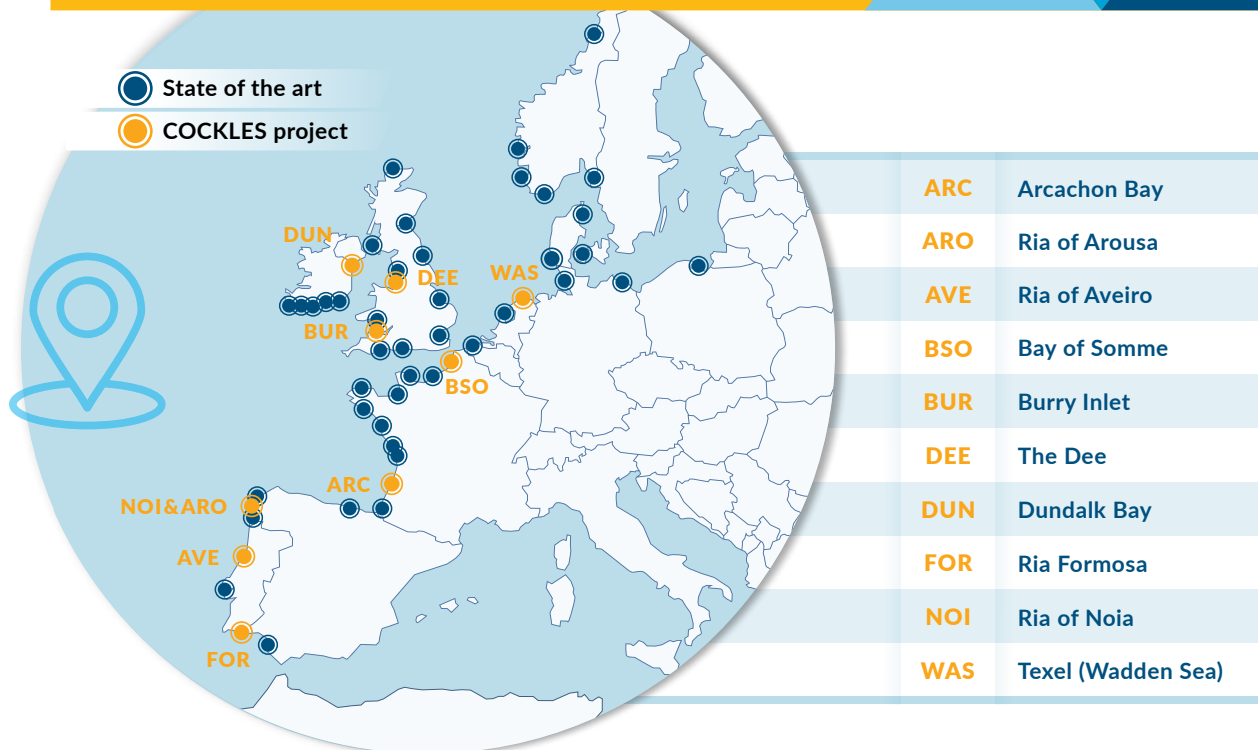 State of the art
COCKLES project
DUN
DEE
WAS
BUR
BSO
ARC
NOI&ARO
AVE
FOR
ARC Arcachon Bay
ARO Ria of Arousa
AVE Ria of Aveiro
BSO Bay of Somme
BUR Burry Inlet
DEE The Dee
DUN Dundalk Bay
FOR Ria Formosa
NOI Ria of Noia
WAS Texel (Wadden Sea)